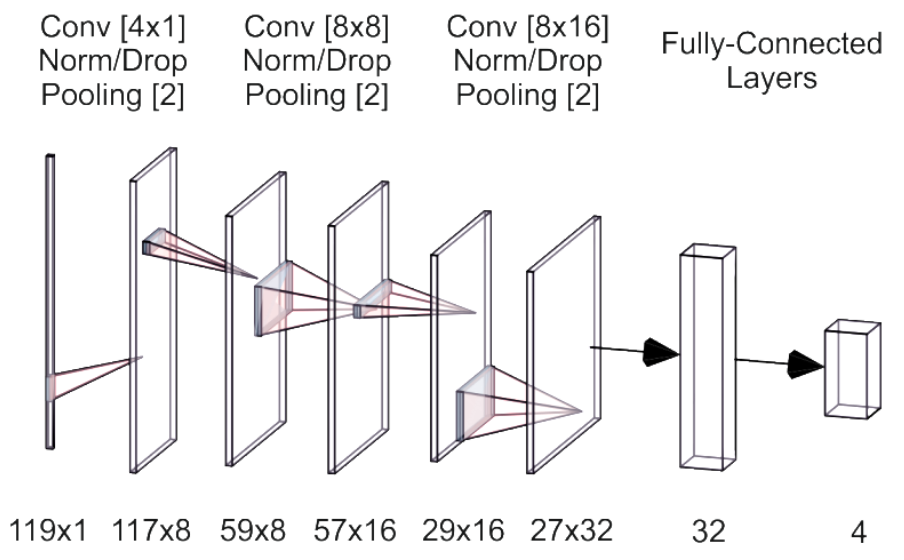 Conv [4x1]
Norm/Drop
Pooling [2]
Conv [8x8]
Norm/Drop
Pooling [2]
Conv [8x16]
Norm/Drop
Pooling [2]
Fully-Connected
Layers
119x1 117x8 59x8 57x16 29x16 27x32 32 4